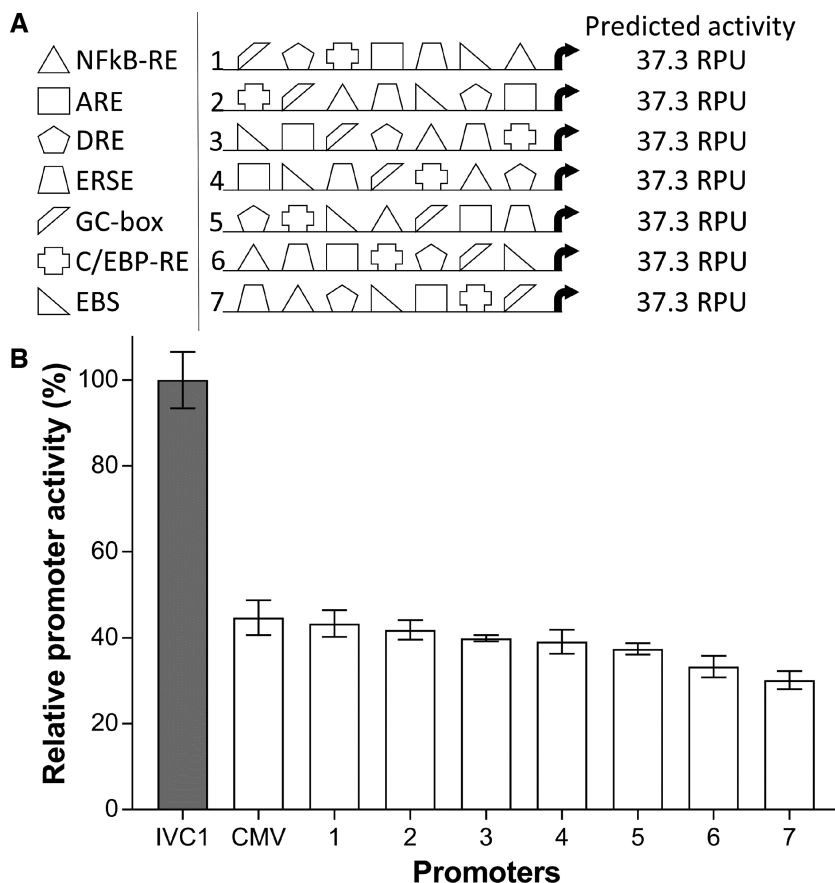 A
Predicted activity
NFkB-RE
ARE
DRE
ERSE
GC-box
C/EBP-RE
EBS
1 37.3 RPU
2 37.3 RPU
3 37.3 RPU
4 37.3 RPU
5 37.3 RPU
6 37.3 RPU
7 37.3 RPU
B
Relative promoter activity (%)
100
80
60
40
20
0
IVC1 CMV 1 2 3 4 5 6 7
Promoters